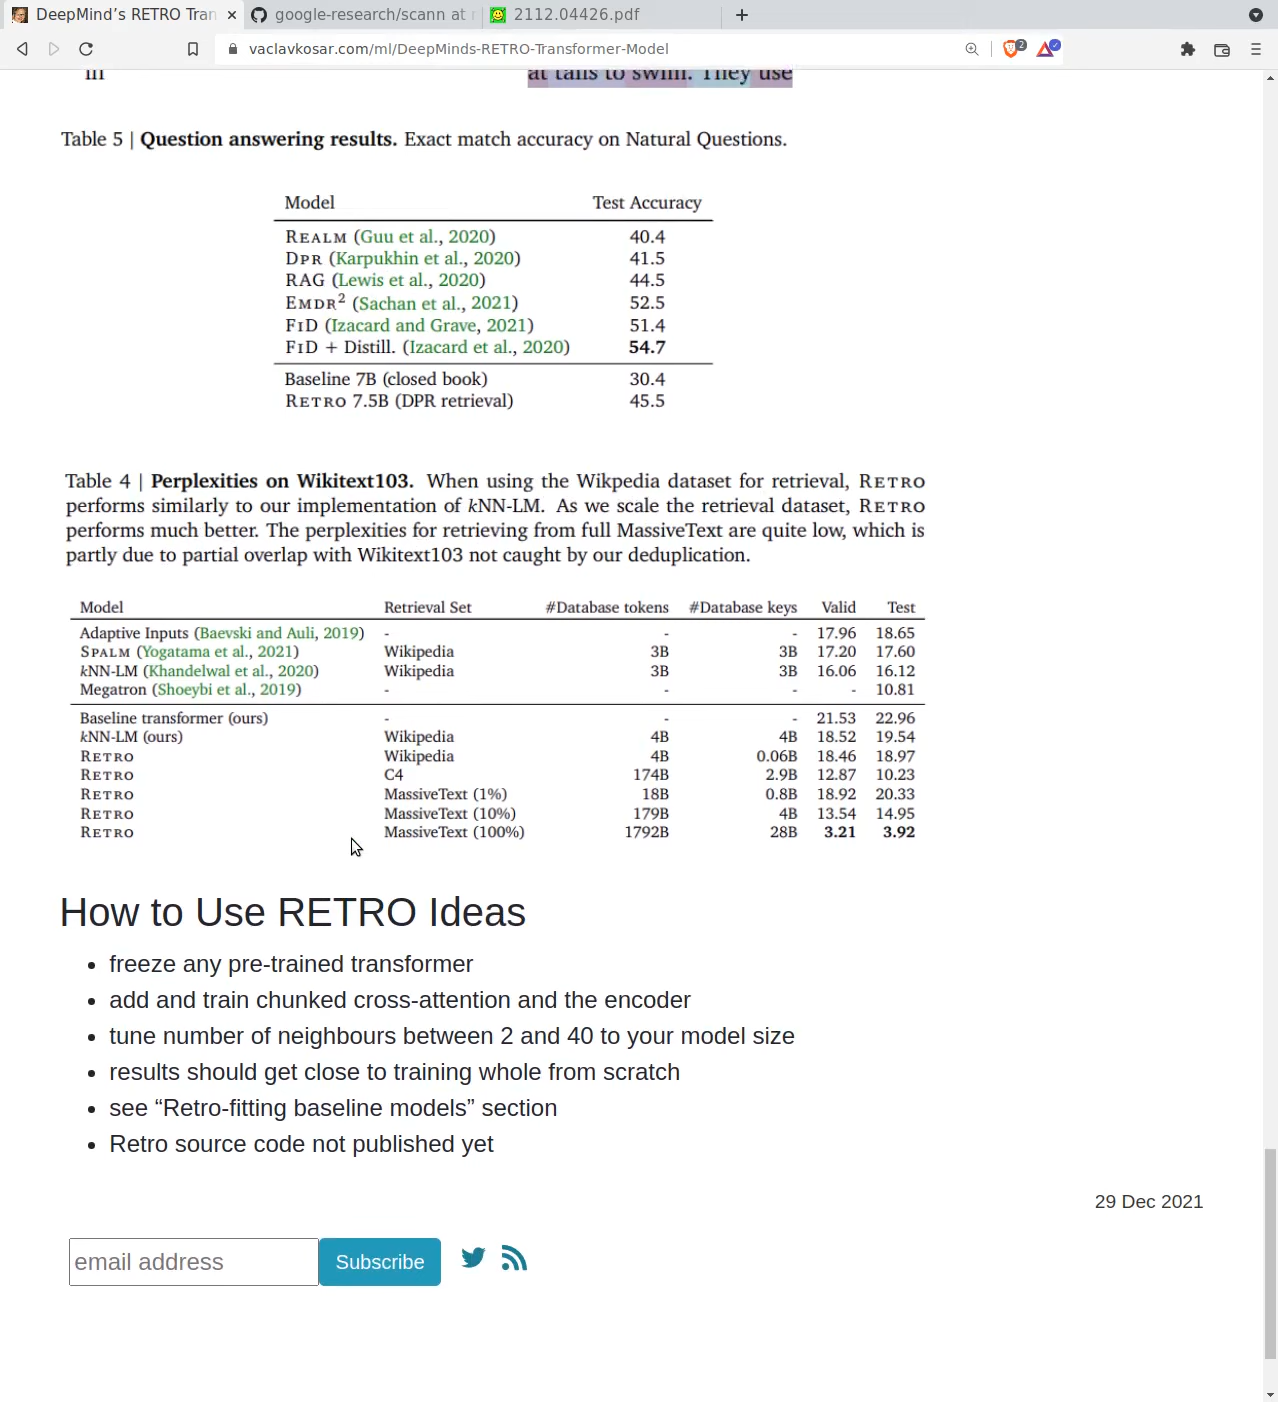 DeepMind’s RETRO Tran
google-research/scann at
2112.04426.pdf
vaclavkosar.com/ml/DeepMinds-RETRO-Transformer-Model
2
in
at tails to swim. They use
Table 5 | Question answering results. Exact match accuracy on Natural Questions.
Model Test Accuracy
REALM (Guu et al., 2020) 40.4
DPR (Karpukhin et al., 2020) 41.5
RAG (Lewis et al., 2020) 44.5
EMDR² (Sachan et al., 2021) 52.5
FID (Izacard and Grave, 2021) 51.4
FID + Distill. (Izacard et al., 2020) 54.7
Baseline 7B (closed book) 30.4
RETRO 7.5B (DPR retrieval) 45.5
Table 4 | Perplexities on Wikitext103. When using the Wikpedia dataset for retrieval, RETRO
performs similarly to our implementation of kNN-LM. As we scale the retrieval dataset, RETRO
performs much better. The perplexities for retrieving from full MassiveText are quite low, which is
partly due to partial overlap with Wikitext103 not caught by our deduplication.
Model Retrieval Set #Database tokens #Database keys Valid Test
Adaptive Inputs (Baevski and Auli, 2019) - - - 17.96 18.65
SPALM (Yogatama et al., 2021) Wikipedia 3B 3B 17.20 17.60
kNN-LM (Khandelwal et al., 2020) Wikipedia 3B 3B 16.06 16.12
Megatron (Shoeybi et al., 2019) - - - - 10.81
Baseline transformer (ours) - - - 21.53 22.96
kNN-LM (ours) Wikipedia 4B 4B 18.52 19.54
RETRO Wikipedia 4B 0.06B 18.46 18.97
RETRO C4 174B 2.9B 12.87 10.23
RETRO MassiveText (1%) 18B 0.8B 18.92 20.33
RETRO MassiveText (10%) 179B 4B 13.54 14.95
RETRO MassiveText (100%) 1792B 28B 3.21 3.92
How to Use RETRO Ideas
• freeze any pre-trained transformer
• add and train chunked cross-attention and the encoder
• tune number of neighbours between 2 and 40 to your model size
• results should get close to training whole from scratch
• see “Retro-fitting baseline models” section
• Retro source code not published yet
29 Dec 2021
email address
Subscribe